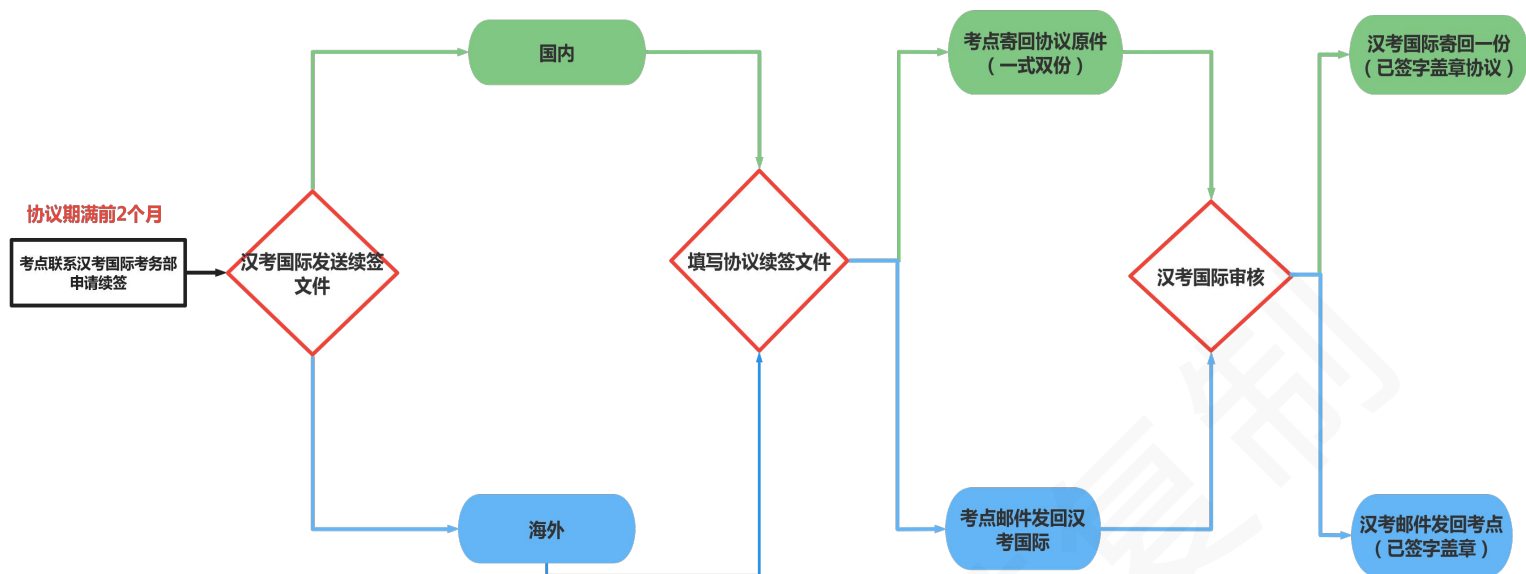 国内
考点寄回协议原件
（一式双份）
汉考国际寄回一份
（已签字盖章协议）
协议期满前2个月
考点联系汉考国际考务部
申请续签
汉考国际发送续签
文件
填写协议续签文件
汉考国际审核
海外
考点邮件发回汉
考国际
汉考邮件发回考点
（已签字盖章）
复制